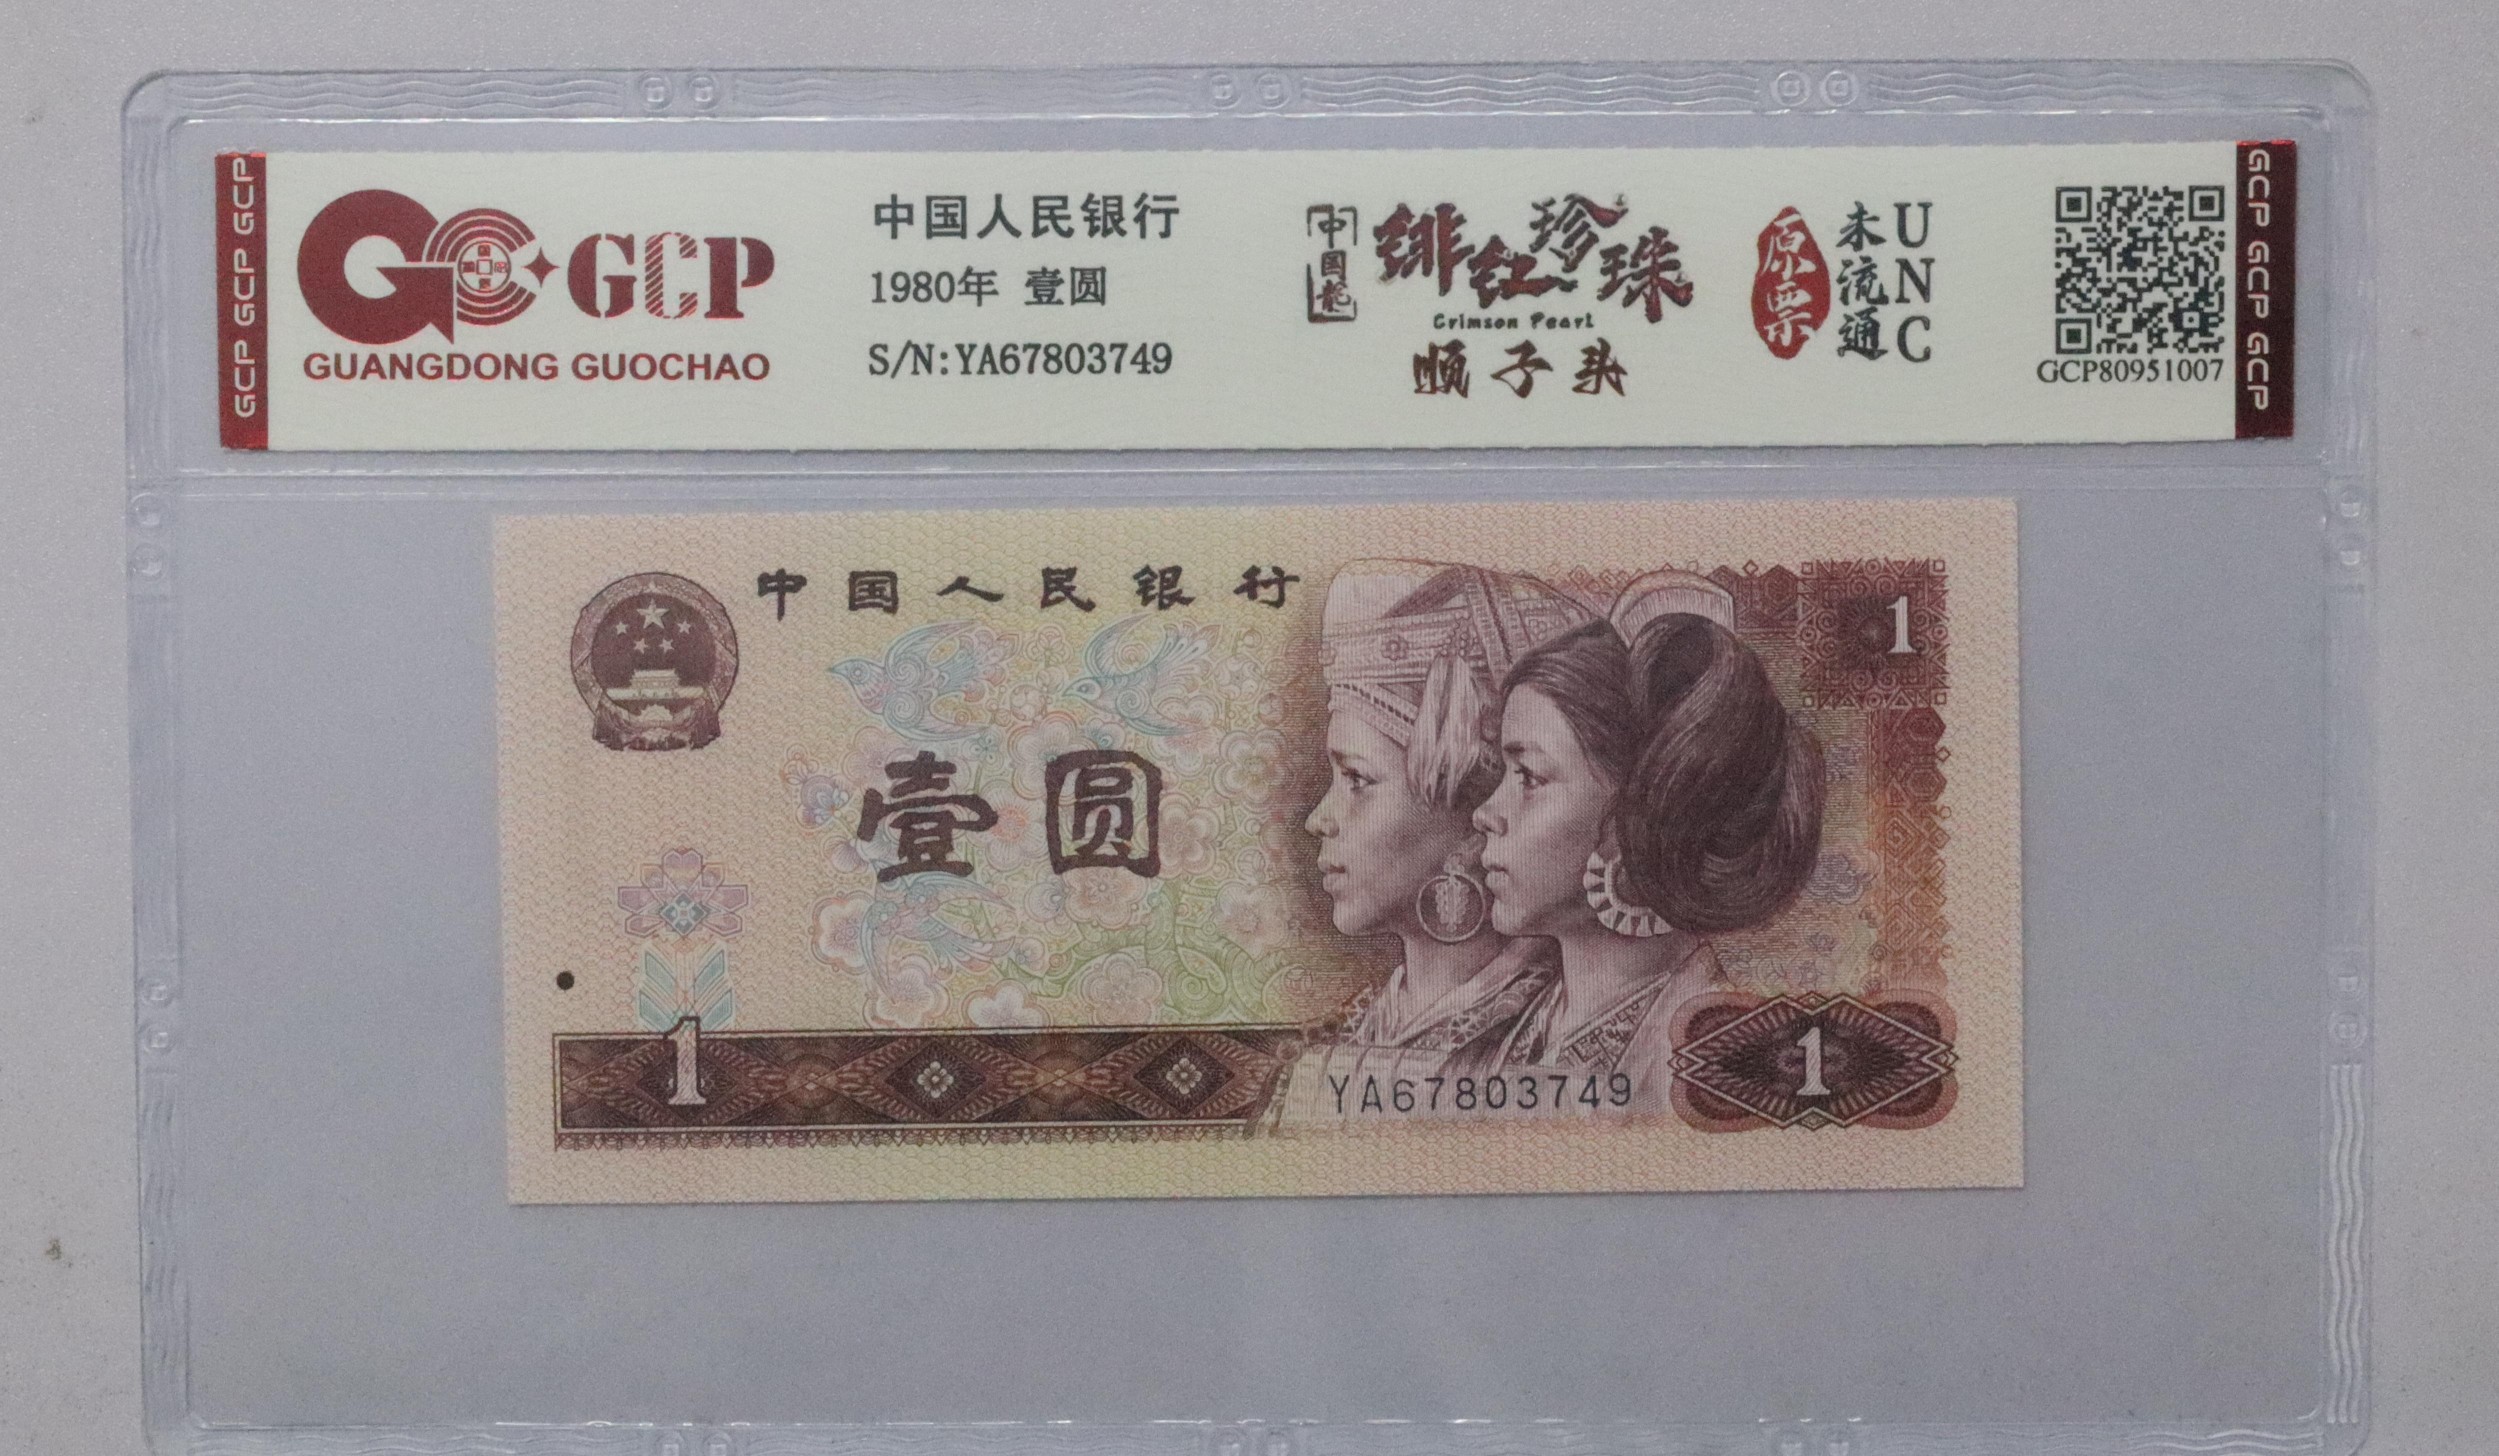 GCP GCP GCP
GCP
GUANGDONG GUOCHAO
中国人民银行
1980年 壹圆
S/N:YA67803749
中国龙
绯红珍珠
Crimson Pearl
顺子头
原票
未流通
UNC
GCP80951007
GCP GCP GCP
中国人民银行
1
壹圆
1
YA67803749
1